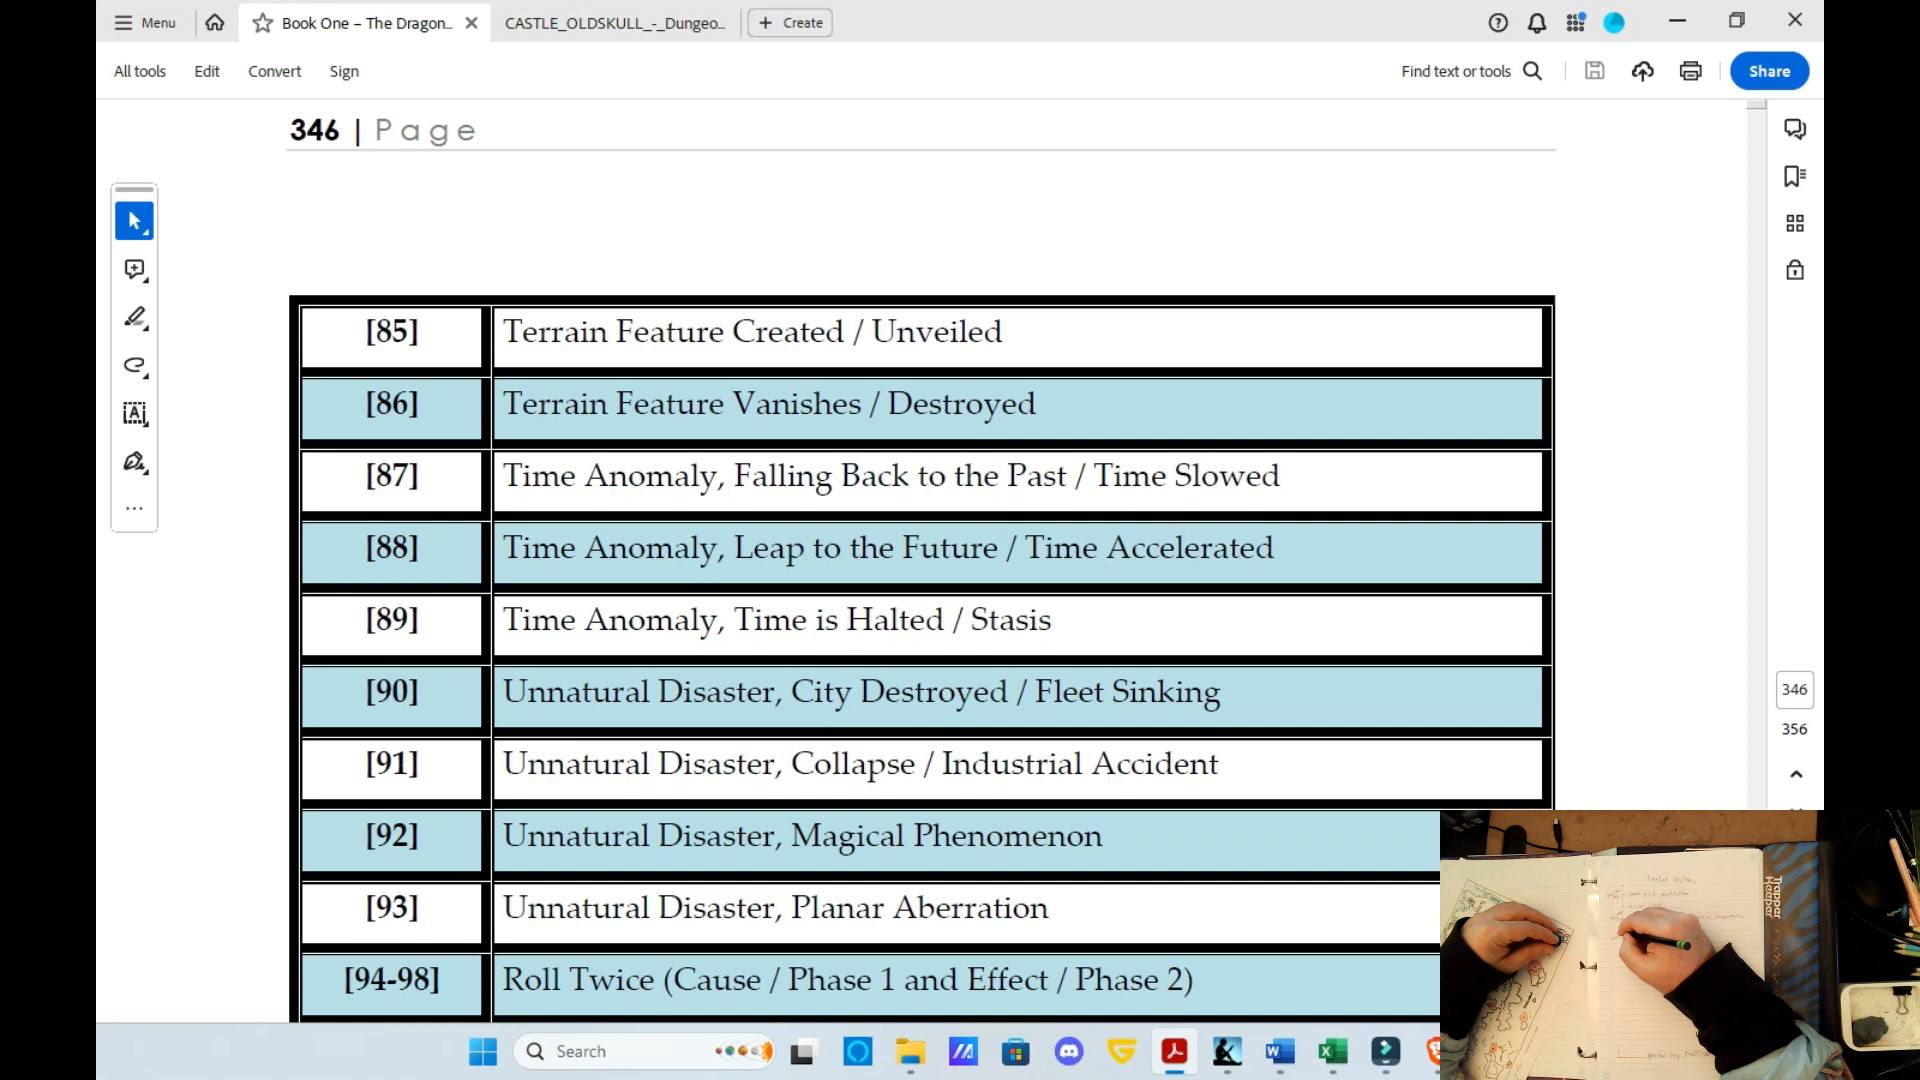 Menu
Book One – The Dragon...
CASTLE_OLDSKULL_-_Dungeo...
Create
All tools
Edit
Convert
Sign
Find text or tools
Share
346 | Page
[85] Terrain Feature Created / Unveiled
[86] Terrain Feature Vanishes / Destroyed
[87] Time Anomaly, Falling Back to the Past / Time Slowed
[88] Time Anomaly, Leap to the Future / Time Accelerated
[89] Time Anomaly, Time is Halted / Stasis
[90] Unnatural Disaster, City Destroyed / Fleet Sinking
[91] Unnatural Disaster, Collapse / Industrial Accident
[92] Unnatural Disaster, Magical Phenomenon
[93] Unnatural Disaster, Planar Aberration
[94-98] Roll Twice (Cause / Phase 1 and Effect / Phase 2)
346
356
Trapper
Keeper
Search